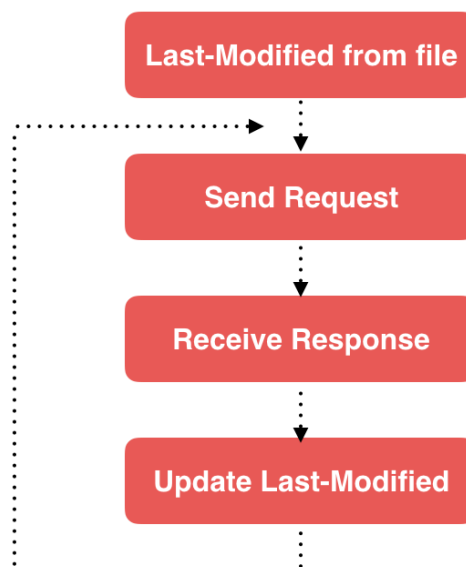 Last-Modified from file
Send Request
Receive Response
Update Last-Modified